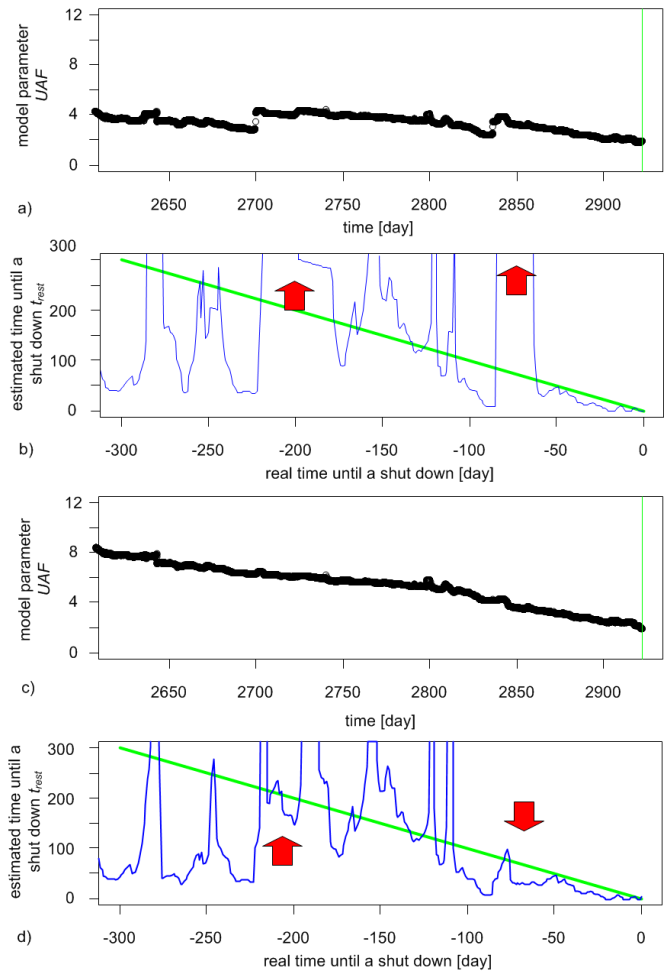 12
8
4
0
model parameter
UAF
2650
2700
2750
2800
2850
2900
a)
time [day]
300
200
100
0
estimated time until a
shut down t_rest
-300
-250
-200
-150
-100
-50
0
b)
real time until a shut down [day]
12
8
4
0
model parameter
UAF
2650
2700
2750
2800
2850
2900
c)
time [day]
300
200
100
0
estimated time until a
shut down t_rest
-300
-250
-200
-150
-100
-50
0
d)
real time until a shut down [day]